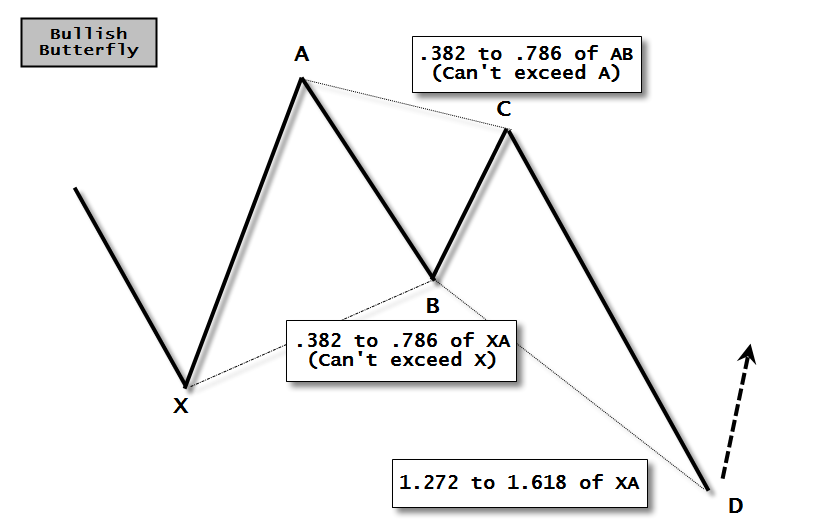 Bullish
Butterfly
A
.382 to .786 of AB
(Can't exceed A)
C
B
.382 to .786 of XA
(Can't exceed X)
X
1.272 to 1.618 of XA
D